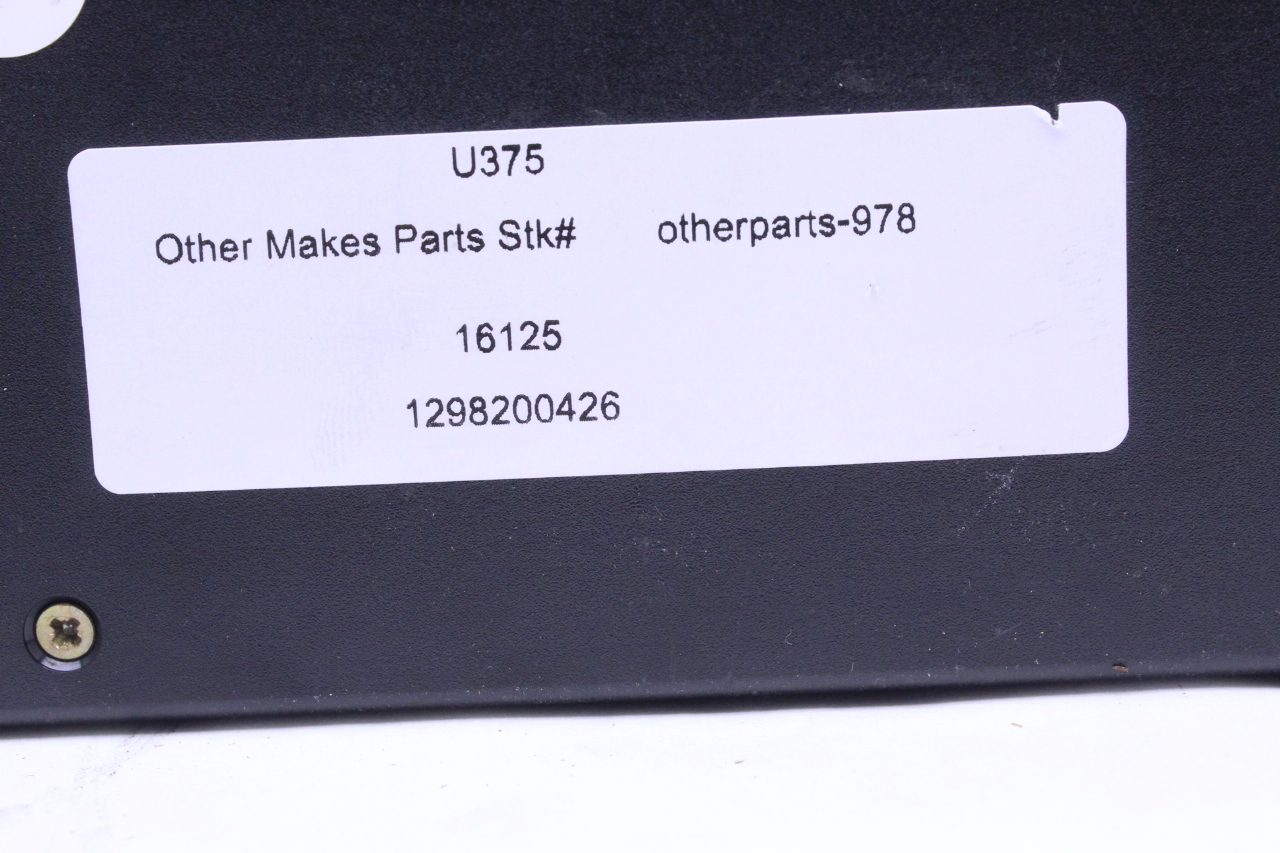 U375
Other Makes Parts Stk# otherparts-978
16125
1298200426